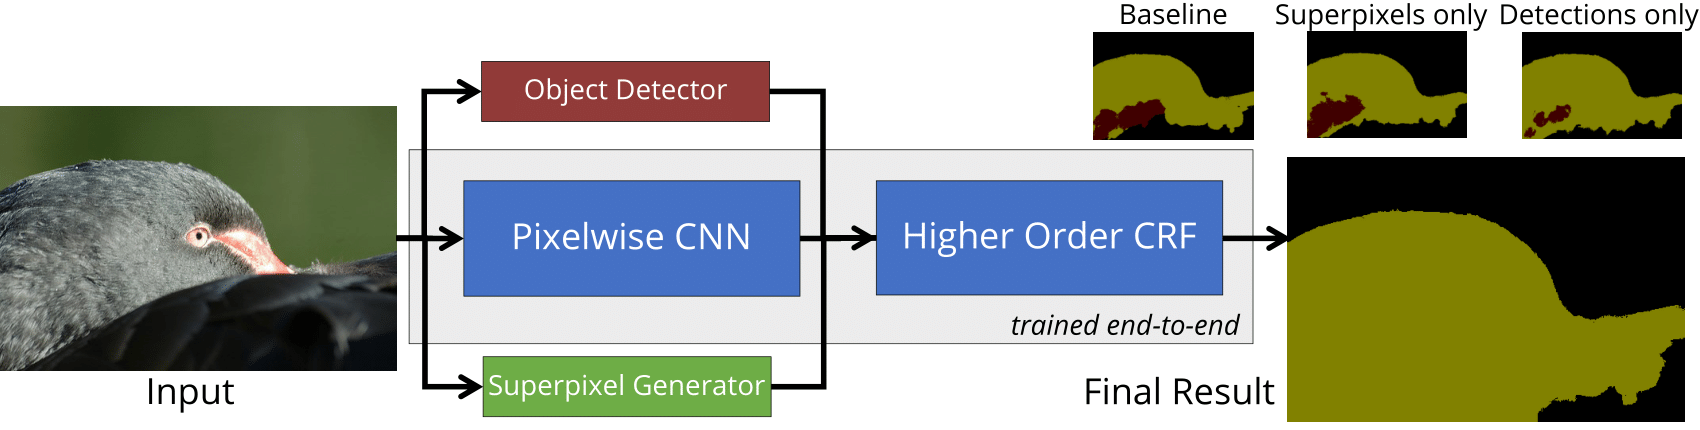 Baseline
Superpixels only
Detections only
Object Detector
Pixelwise CNN
Higher Order CRF
trained end-to-end
Superpixel Generator
Input
Final Result